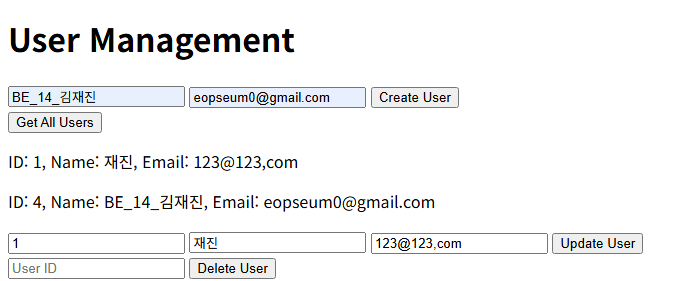 User Management
BE_14_김재진 eopseum0@gmail.com Create User
Get All Users
ID: 1, Name: 재진, Email: 123@123,com
ID: 4, Name: BE_14_김재진, Email: eopseum0@gmail.com
1 재진 123@123,com Update User
User ID Delete User